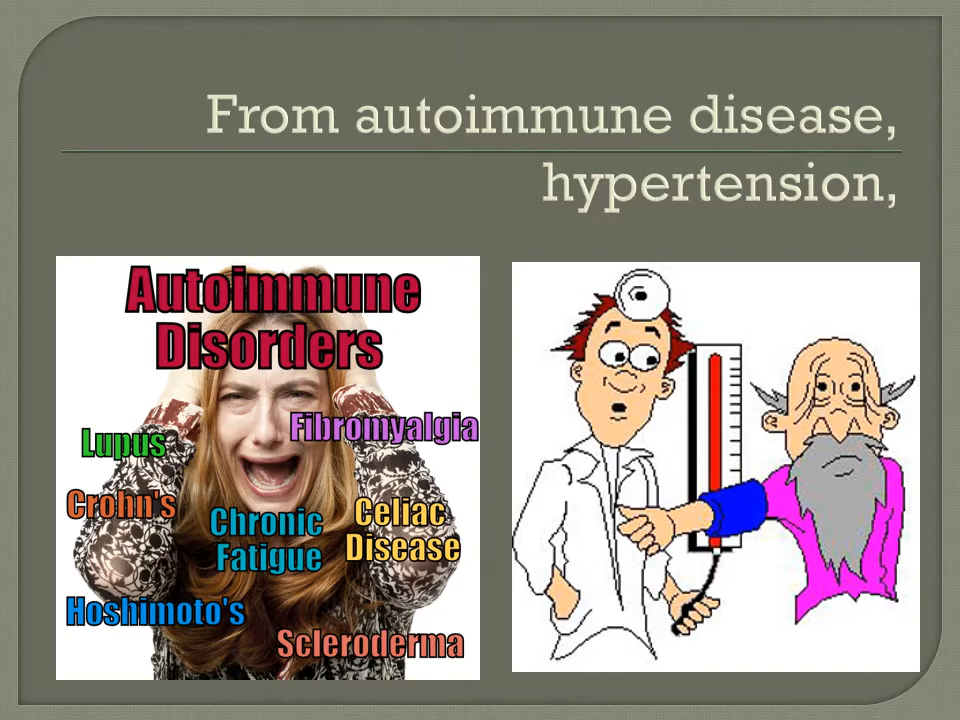 From autoimmune disease,
hypertension,
Autoimmune
Disorders
Lupus
Fibromyalgia
Crohn's
Chronic
Fatigue
Celiac
Disease
Hoshimoto's
Scleroderma